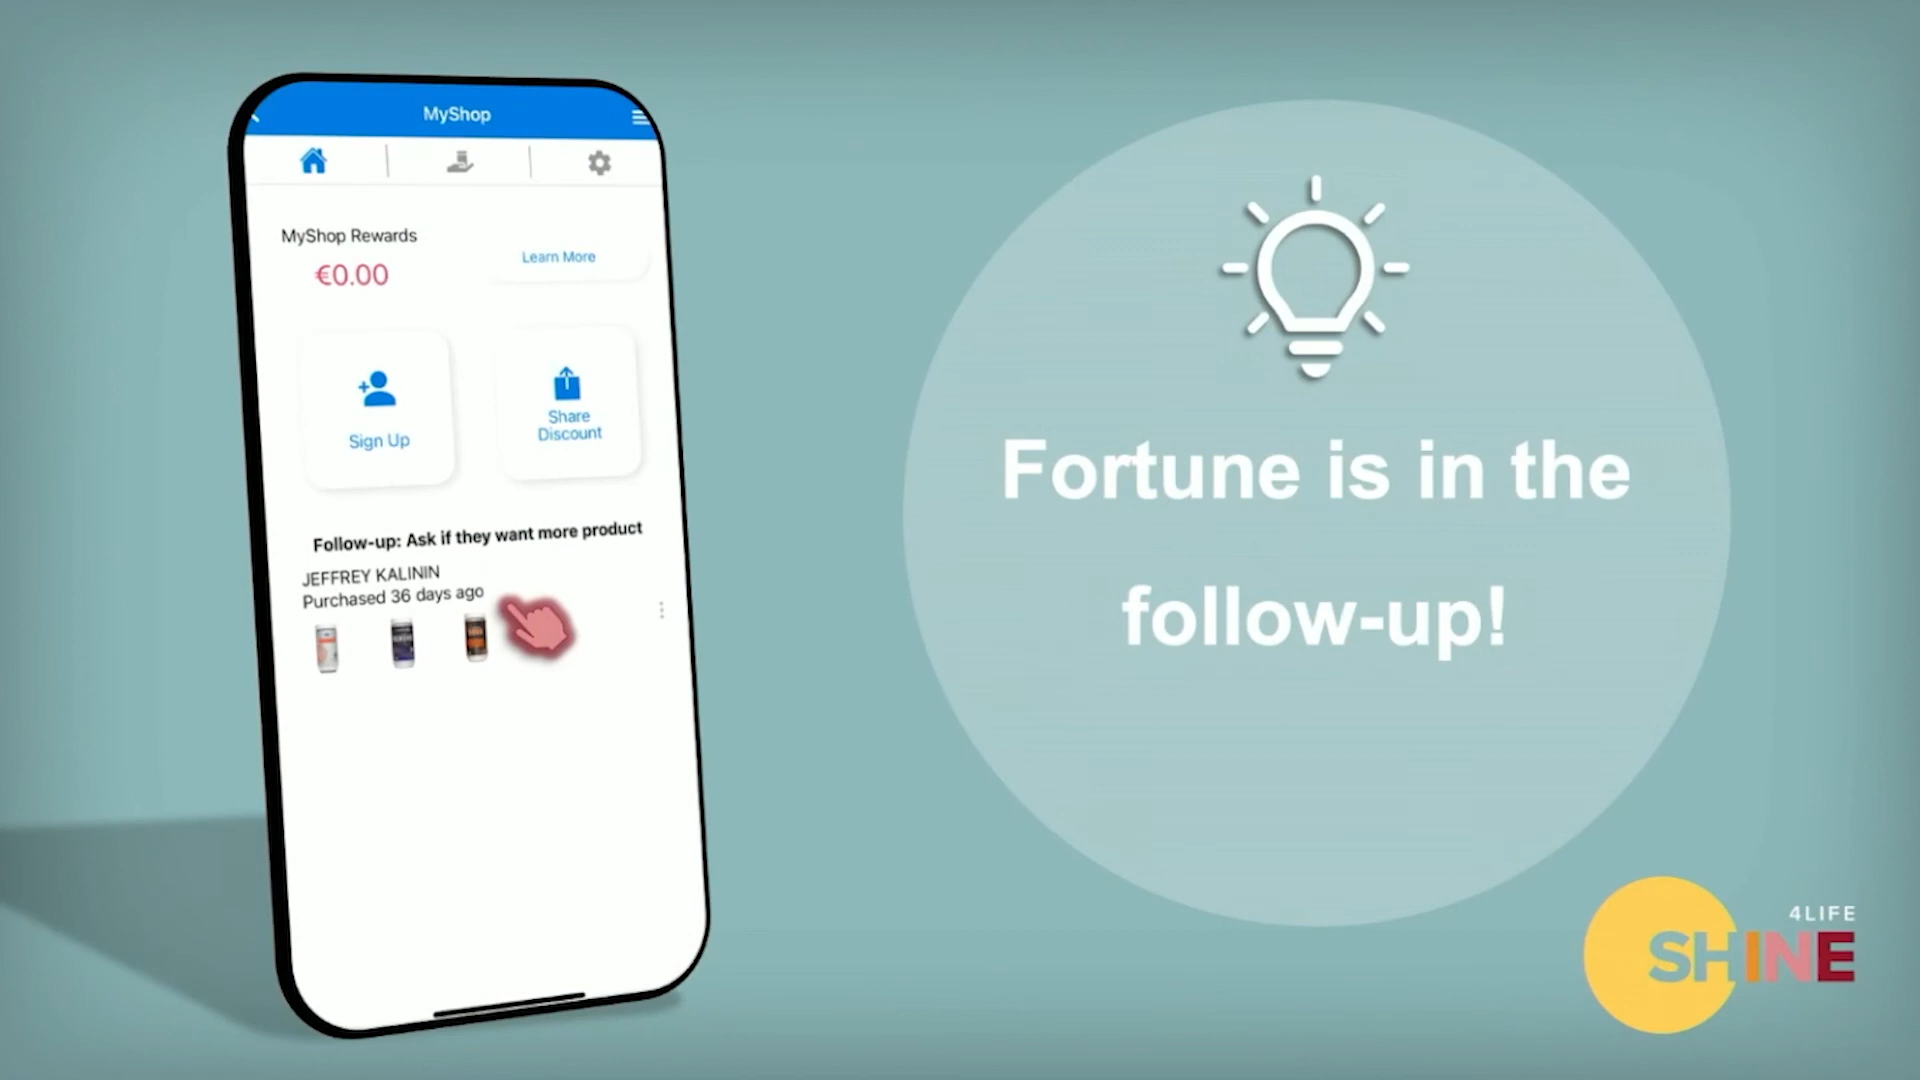 MyShop
MyShop Rewards
€0.00
Learn More
Sign Up
Share
Discount
Follow-up: Ask if they want more product
JEFFREY KALININ
Purchased 36 days ago
Fortune is in the
follow-up!
4LIFE
SHINE